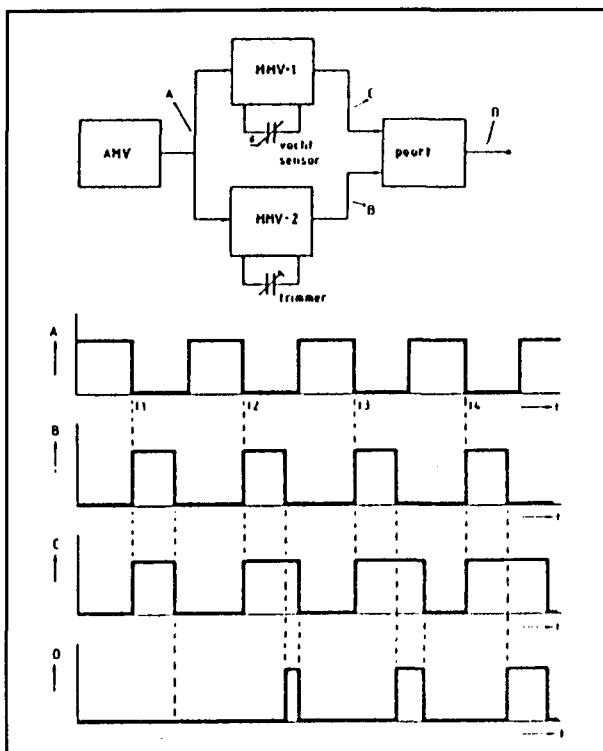 MMV-1
A
C
D
vocht
sensor
AMV
poort
MMV-2
B
trimmer
A
t1 t2 t3 t4 t
B
t
C
t
D
t